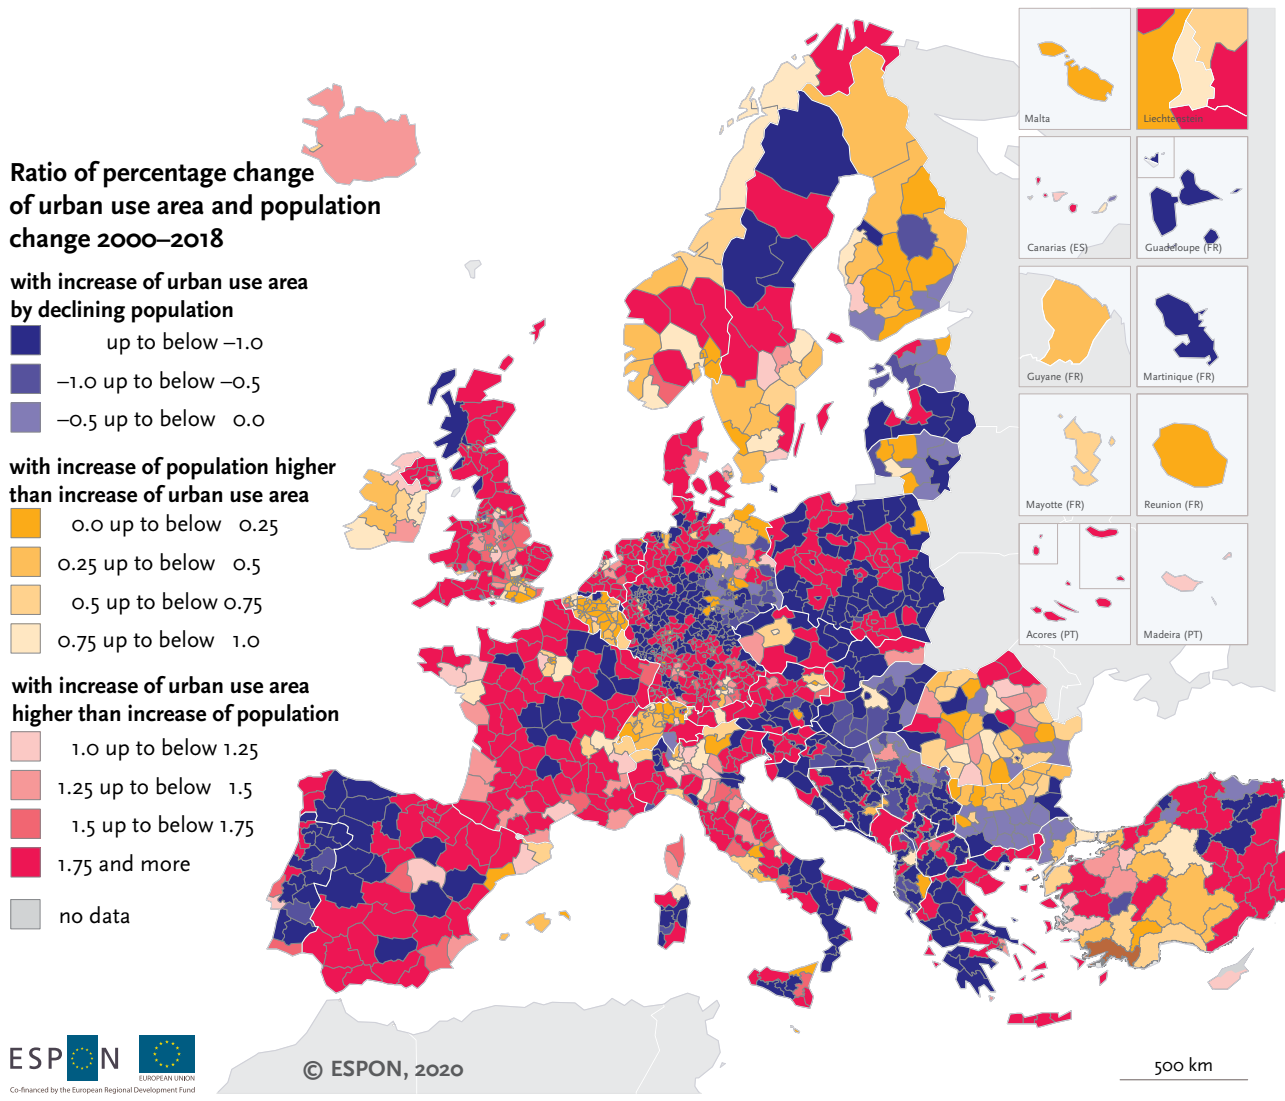 Ratio of percentage change
of urban use area and population
change 2000–2018
with increase of urban use area
by declining population
up to below –1.0
–1.0 up to below –0.5
–0.5 up to below 0.0
with increase of population higher
than increase of urban use area
0.0 up to below 0.25
0.25 up to below 0.5
0.5 up to below 0.75
0.75 up to below 1.0
with increase of urban use area
higher than increase of population
1.0 up to below 1.25
1.25 up to below 1.5
1.5 up to below 1.75
1.75 and more
no data
Malta
Liechtenstein
Canarias (ES)
Guadeloupe (FR)
Guyane (FR)
Martinique (FR)
Mayotte (FR)
Reunion (FR)
Acores (PT)
Madeira (PT)
ESPON
EUROPEAN UNION
Co-financed by the European Regional Development Fund
© ESPON, 2020
500 km